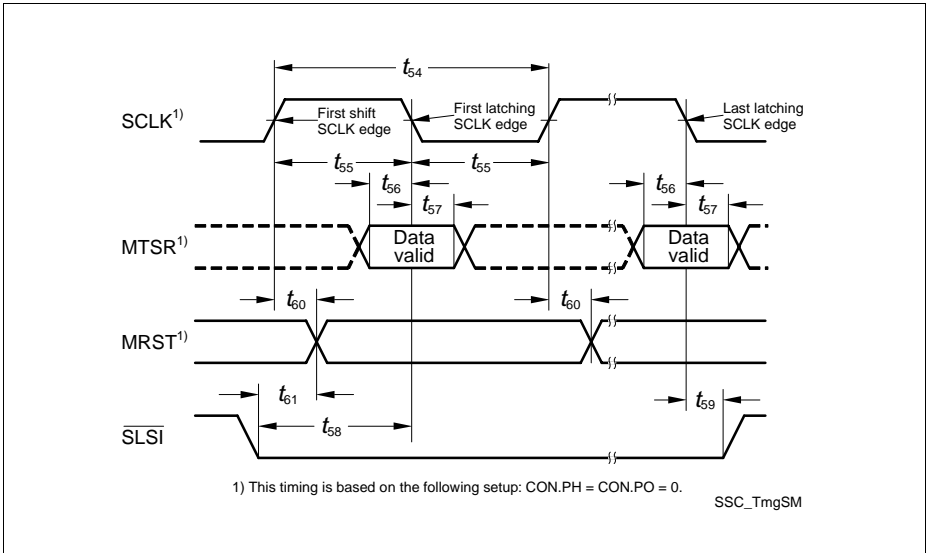 t54
SCLK1)
First shift
SCLK edge
First latching
SCLK edge
Last latching
SCLK edge
t55
t55
t56
t57
t56
t57
MTSR1)
Data
valid
Data
valid
t60
t60
MRST1)
t61
t59
SLSI
t58
1) This timing is based on the following setup: CON.PH = CON.PO = 0.
SSC_TmgSM